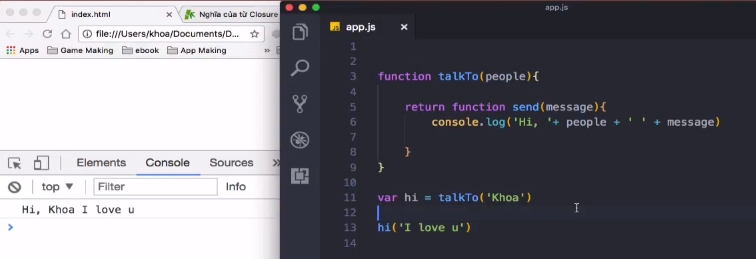 index.html
Nghĩa của từ Closure
file:///Users/khoa/Documents/D...
Apps
Game Making
ebook
App Making
»
Elements
Console
Sources
»
top ▼
Filter
Info
Hi, Khoa I love u
>
app.js
app.js
1
2
3 function talkTo(people){
4
5 return function send(message){
6 console.log('Hi, '+ people + ' ' + message)
7
8 }
9 }
10
11 var hi = talkTo('Khoa')
12
13 hi('I love u')
14